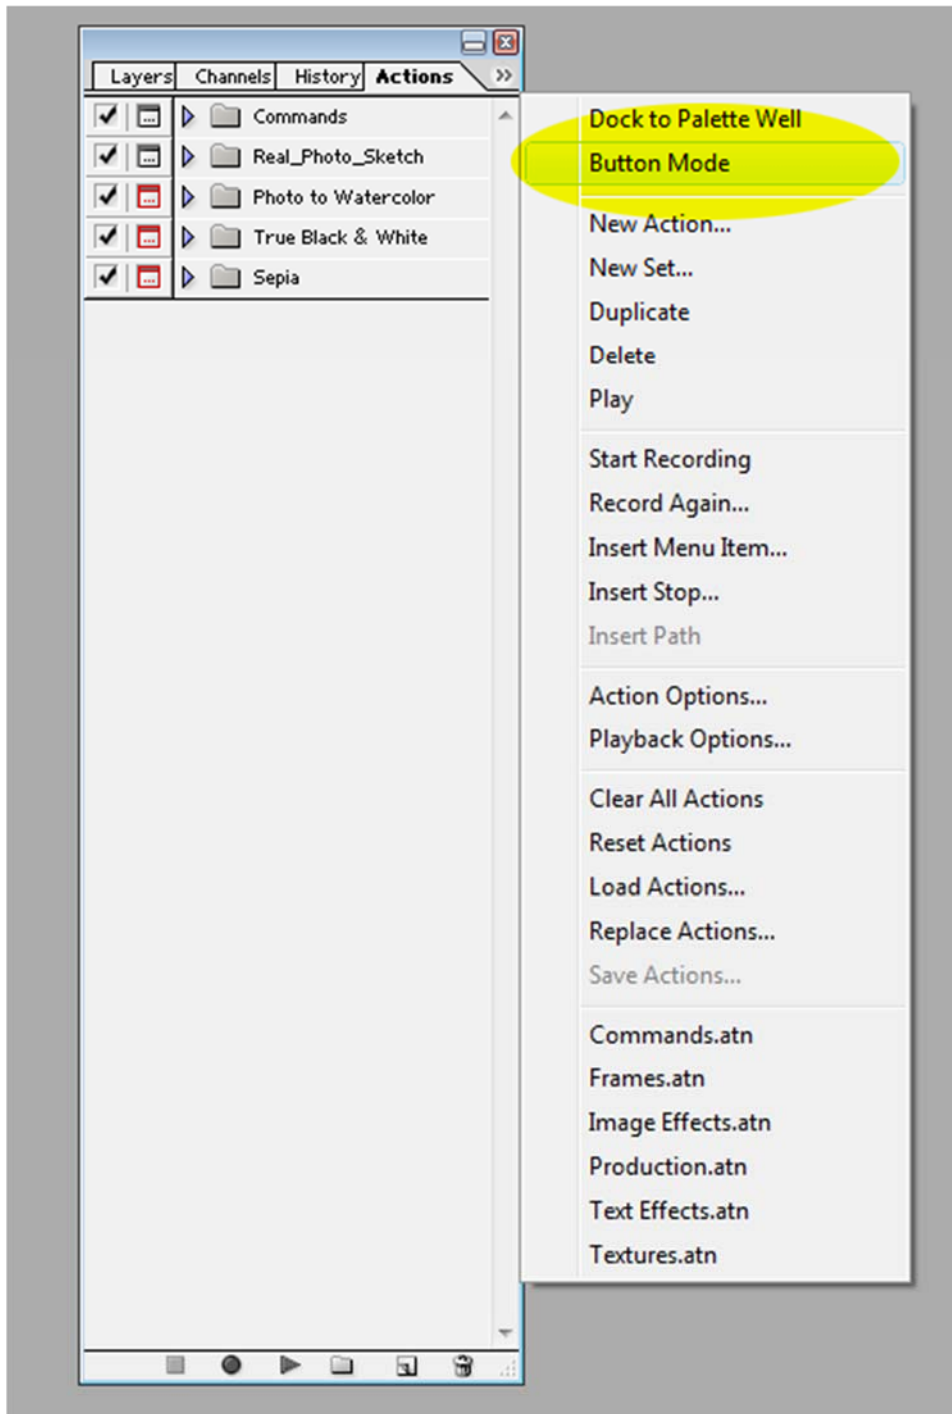 Layers Channels History Actions
Commands
Real_Photo_Sketch
Photo to Watercolor
True Black & White
Sepia
Dock to Palette Well
Button Mode
New Action...
New Set...
Duplicate
Delete
Play
Start Recording
Record Again...
Insert Menu Item...
Insert Stop...
Insert Path
Action Options...
Playback Options...
Clear All Actions
Reset Actions
Load Actions...
Replace Actions...
Save Actions...
Commands.atn
Frames.atn
Image Effects.atn
Production.atn
Text Effects.atn
Textures.atn